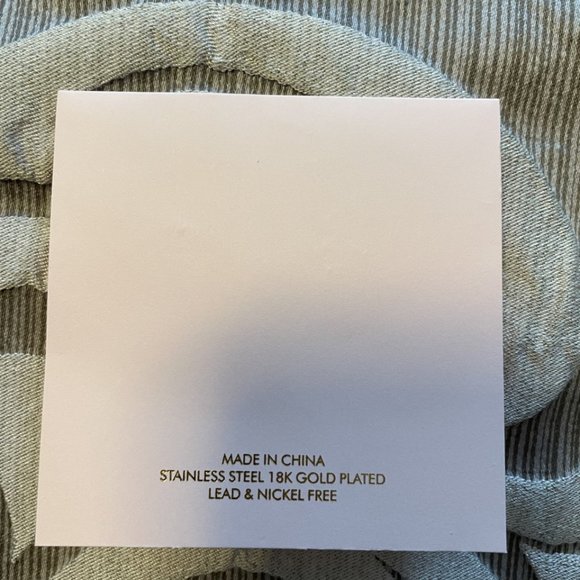 MADE IN CHINA
STAINLESS STEEL 18K GOLD PLATED
LEAD & NICKEL FREE